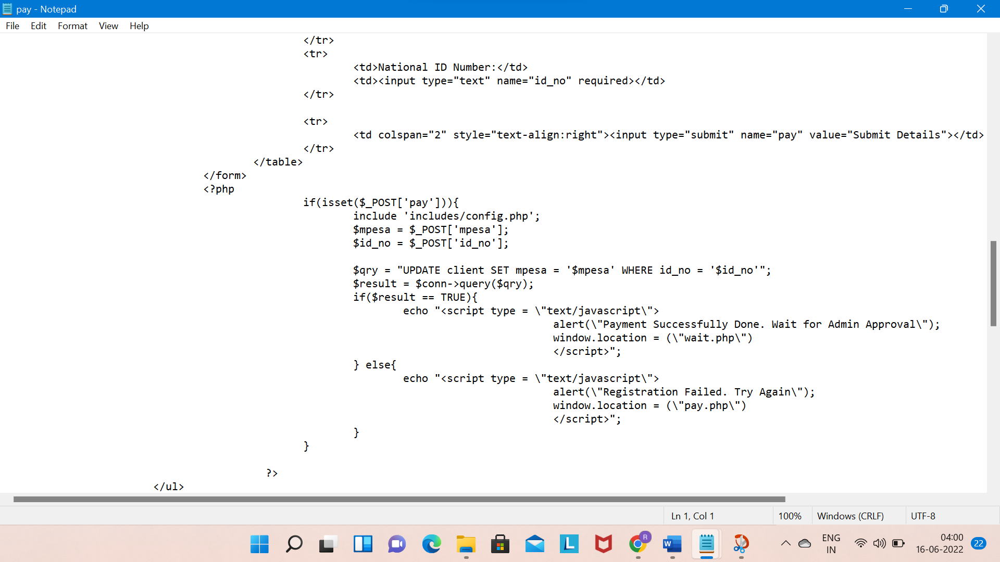 pay - Notepad
File Edit Format View Help
</tr>
<tr>
<td>National ID Number:</td>
<td><input type="text" name="id_no" required></td>
</tr>
<tr>
<td colspan="2" style="text-align:right"><input type="submit" name="pay" value="Submit Details"></td>
</tr>
</table>
</form>
<?php
if(isset($_POST['pay'])){
include 'includes/config.php';
$mpesa = $_POST['mpesa'];
$id_no = $_POST['id_no'];
$qry = "UPDATE client SET mpesa = '$mpesa' WHERE id_no = '$id_no'";
$result = $conn->query($qry);
if($result == TRUE){
echo "<script type = \"text/javascript\">
alert(\"Payment Successfully Done. Wait for Admin Approval\");
window.location = (\"wait.php\")
</script>";
} else{
echo "<script type = \"text/javascript\">
alert(\"Registration Failed. Try Again\");
window.location = (\"pay.php\")
</script>";
}
}
?>
</ul>
Ln 1, Col 1 100% Windows (CRLF) UTF-8
L R W
ENG 04:00
IN 16-06-2022 22